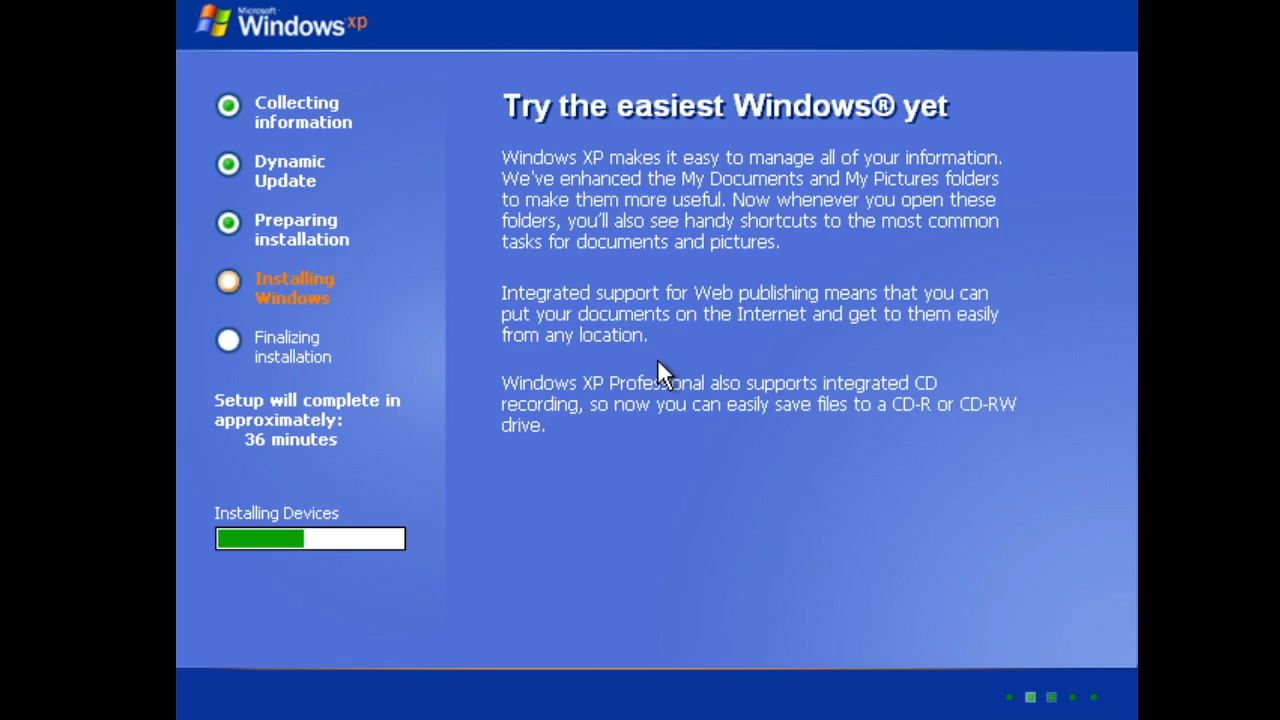 Microsoft
Windows xp
Collecting
information
Dynamic
Update
Preparing
installation
Installing
Windows
Finalizing
installation
Setup will complete in
approximately:
36 minutes
Installing Devices
Try the easiest Windows® yet
Windows XP makes it easy to manage all of your information.
We've enhanced the My Documents and My Pictures folders
to make them more useful. Now whenever you open these
folders, you'll also see handy shortcuts to the most common
tasks for documents and pictures.
Integrated support for Web publishing means that you can
put your documents on the Internet and get to them easily
from any location.
Windows XP Professional also supports integrated CD
recording, so now you can easily save files to a CD-R or CD-RW
drive.